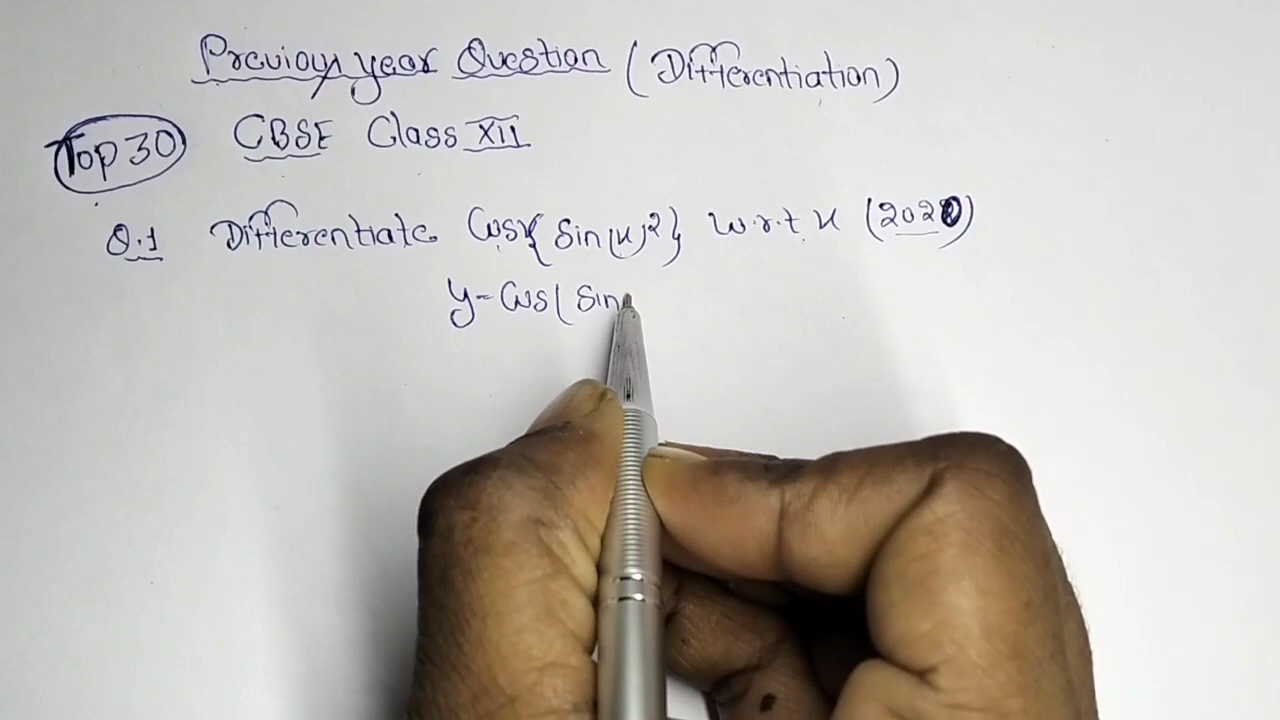 Previous year Question (Differentiation)
Top 30 CBSE Class XII
Q.1 Differentiate Cos{ Sin(x)²} w.r.t x (2020)
y=Cos( Sin